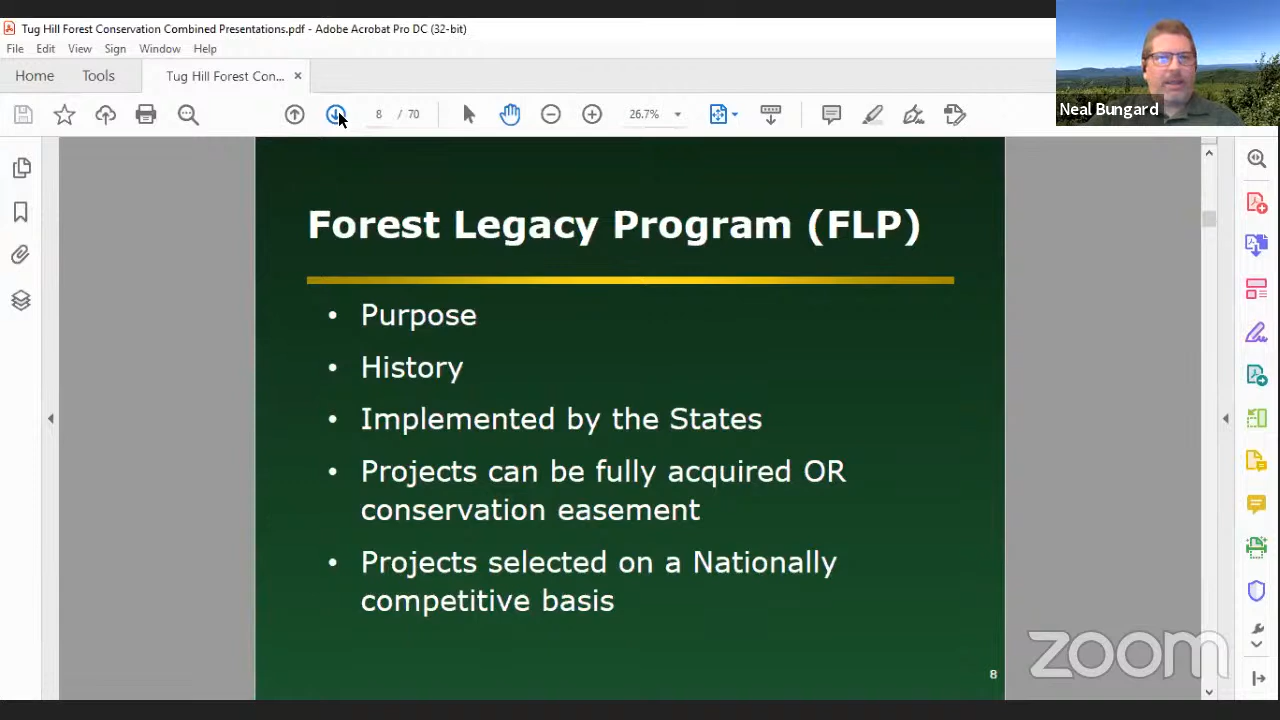 Tug Hill Forest Conservation Combined Presentations.pdf - Adobe Acrobat Pro DC (32-bit)
File Edit View Sign Window Help
Home Tools Tug Hill Forest Con... ×
8 / 70 26.7%
Neal Bungard
Forest Legacy Program (FLP)
• Purpose
• History
• Implemented by the States
• Projects can be fully acquired OR
conservation easement
• Projects selected on a Nationally
competitive basis
8
zoom